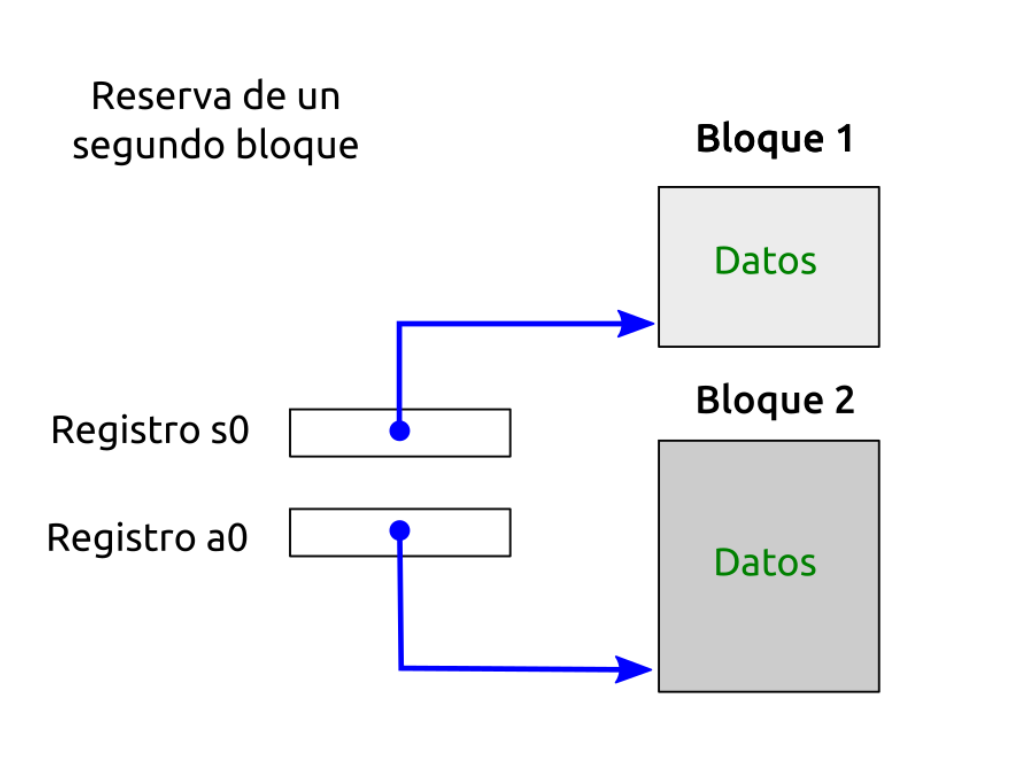 Reserva de un
segundo bloque
Bloque 1
Datos
Bloque 2
Registro s0
Registro a0
Datos